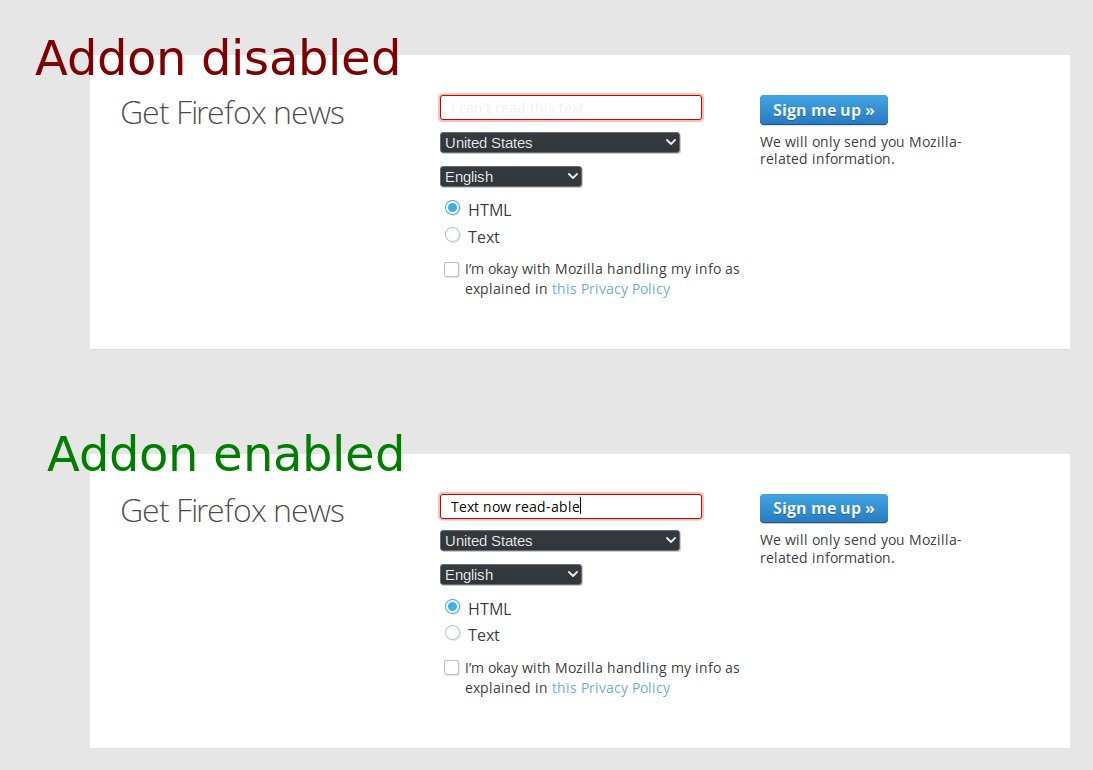 Addon disabled
Get Firefox news
I can't read this text
Sign me up »
United States
We will only send you Mozilla-
related information.
English
HTML
Text
I'm okay with Mozilla handling my info as
explained in this Privacy Policy
Addon enabled
Get Firefox news
Text now read-able
Sign me up »
United States
We will only send you Mozilla-
related information.
English
HTML
Text
I'm okay with Mozilla handling my info as
explained in this Privacy Policy